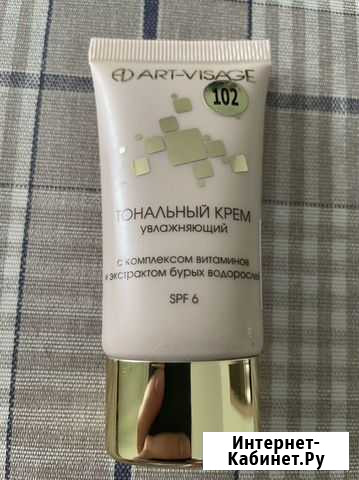 ART-VISAGE
102
ТОНАЛЬНЫЙ КРЕМ
увлажняющий
с комплексом витаминов
и экстрактом бурых водорослей
SPF 6
Интернет-
Кабинет.Ру